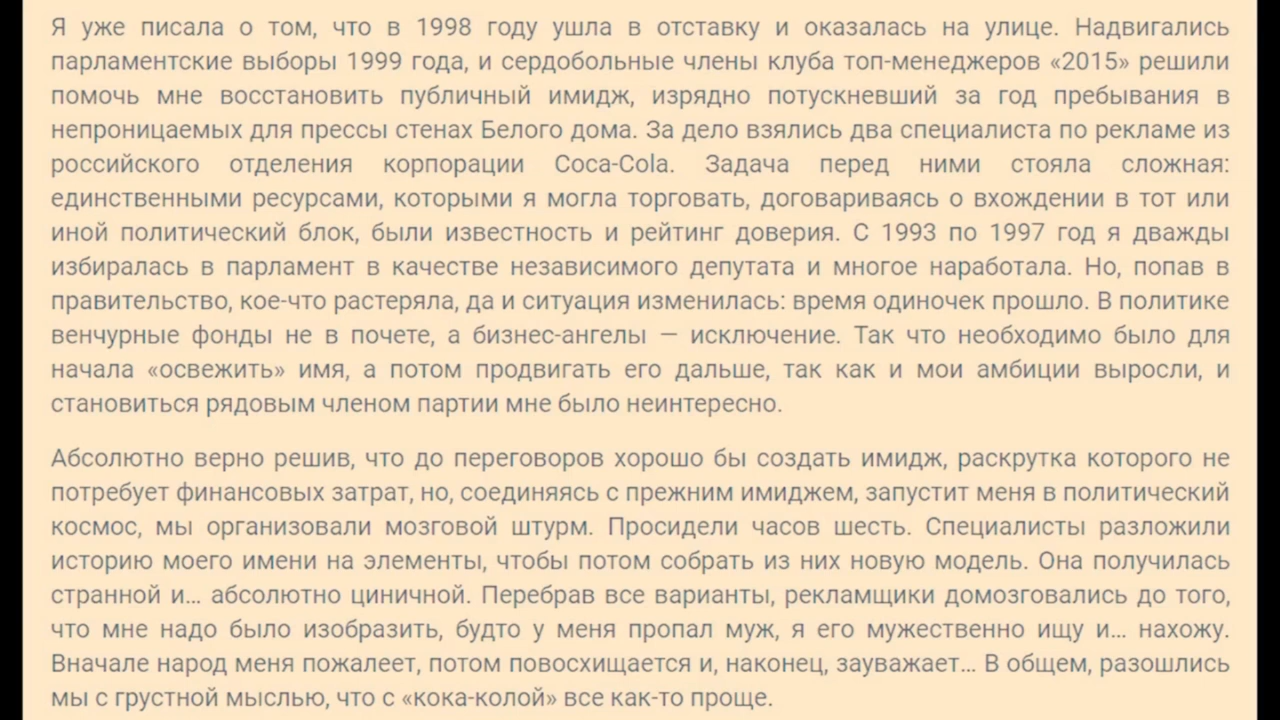 Я уже писала о том, что в 1998 году ушла в отставку и оказалась на улице. Надвигались
парламентские выборы 1999 года, и сердобольные члены клуба топ-менеджеров «2015» решили
помочь мне восстановить публичный имидж, изрядно потускневший за год пребывания в
непроницаемых для прессы стенах Белого дома. За дело взялись два специалиста по рекламе из
российского отделения корпорации Coca-Cola. Задача перед ними стояла сложная:
единственными ресурсами, которыми я могла торговать, договариваясь о вхождении в тот или
иной политический блок, были известность и рейтинг доверия. С 1993 по 1997 год я дважды
избиралась в парламент в качестве независимого депутата и многое наработала. Но, попав в
правительство, кое-что растеряла, да и ситуация изменилась: время одиночек прошло. В политике
венчурные фонды не в почете, а бизнес-ангелы — исключение. Так что необходимо было для
начала «освежить» имя, а потом продвигать его дальше, так как и мои амбиции выросли, и
становиться рядовым членом партии мне было неинтересно.
Абсолютно верно решив, что до переговоров хорошо бы создать имидж, раскрутка которого не
потребует финансовых затрат, но, соединяясь с прежним имиджем, запустит меня в политический
космос, мы организовали мозговой штурм. Просидели часов шесть. Специалисты разложили
историю моего имени на элементы, чтобы потом собрать из них новую модель. Она получилась
странной и… абсолютно циничной. Перебрав все варианты, рекламщики домозговались до того,
что мне надо было изобразить, будто у меня пропал муж, я его мужественно ищу и… нахожу.
Вначале народ меня пожалеет, потом повосхищается и, наконец, зауважает… В общем, разошлись
мы с грустной мыслью, что с «кока-колой» все как-то проще.